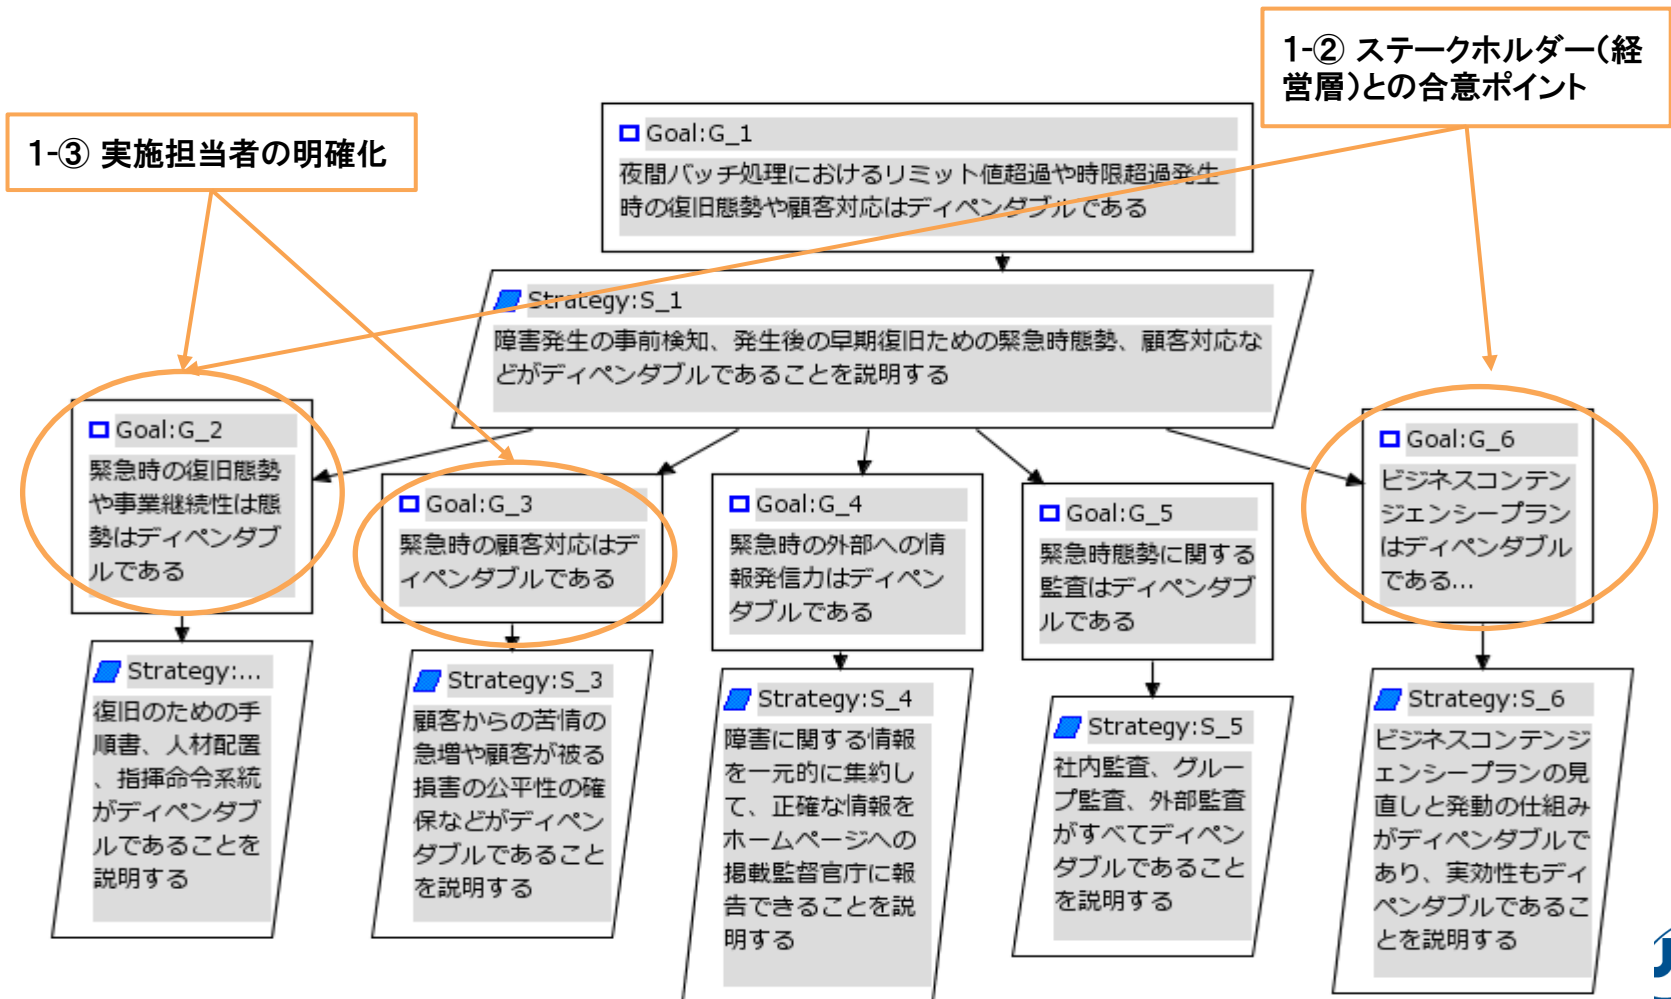 1-② ステークホルダー(経
営層)との合意ポイント
1-③ 実施担当者の明確化
Goal:G_1
夜間バッチ処理におけるリミット値超過や時限超過発生
時の復旧態勢や顧客対応はディペンダブルである
Strategy:S_1
障害発生の事前検知、発生後の早期復旧ための緊急時態勢、顧客対応な
どがディペンダブルであることを説明する
Goal:G_2
緊急時の復旧態勢
や事業継続性は態
勢はディペンダブ
ルである
Goal:G_3
緊急時の顧客対応はデ
ィペンダブルである
Goal:G_4
緊急時の外部への情
報発信力はディペン
ダブルである
Goal:G_5
緊急時態勢に関する
監査はディペンダブ
ルである
Goal:G_6
ビジネスコンテン
ジェンシープラン
はディペンダブル
である...
Strategy:...
復旧のための手
順書、人材配置
、指揮命令系統
がディペンダブ
ルであることを
説明する
Strategy:S_3
顧客からの苦情の
急増や顧客が被る
損害の公平性の確
保などがディペン
ダブルであること
を説明する
Strategy:S_4
障害に関する情報
を一元的に集約し
て、正確な情報を
ホームページへの
掲載監督官庁に報
告できることを説
明する
Strategy:S_5
社内監査、グルー
プ監査、外部監査
がすべてディペン
ダブルであること
を説明する
Strategy:S_6
ビジネスコンテンジ
ェンシープランの見
直しと発動の仕組み
がディペンダブルで
あり、実効性もディ
ペンダブルであるこ
とを説明する